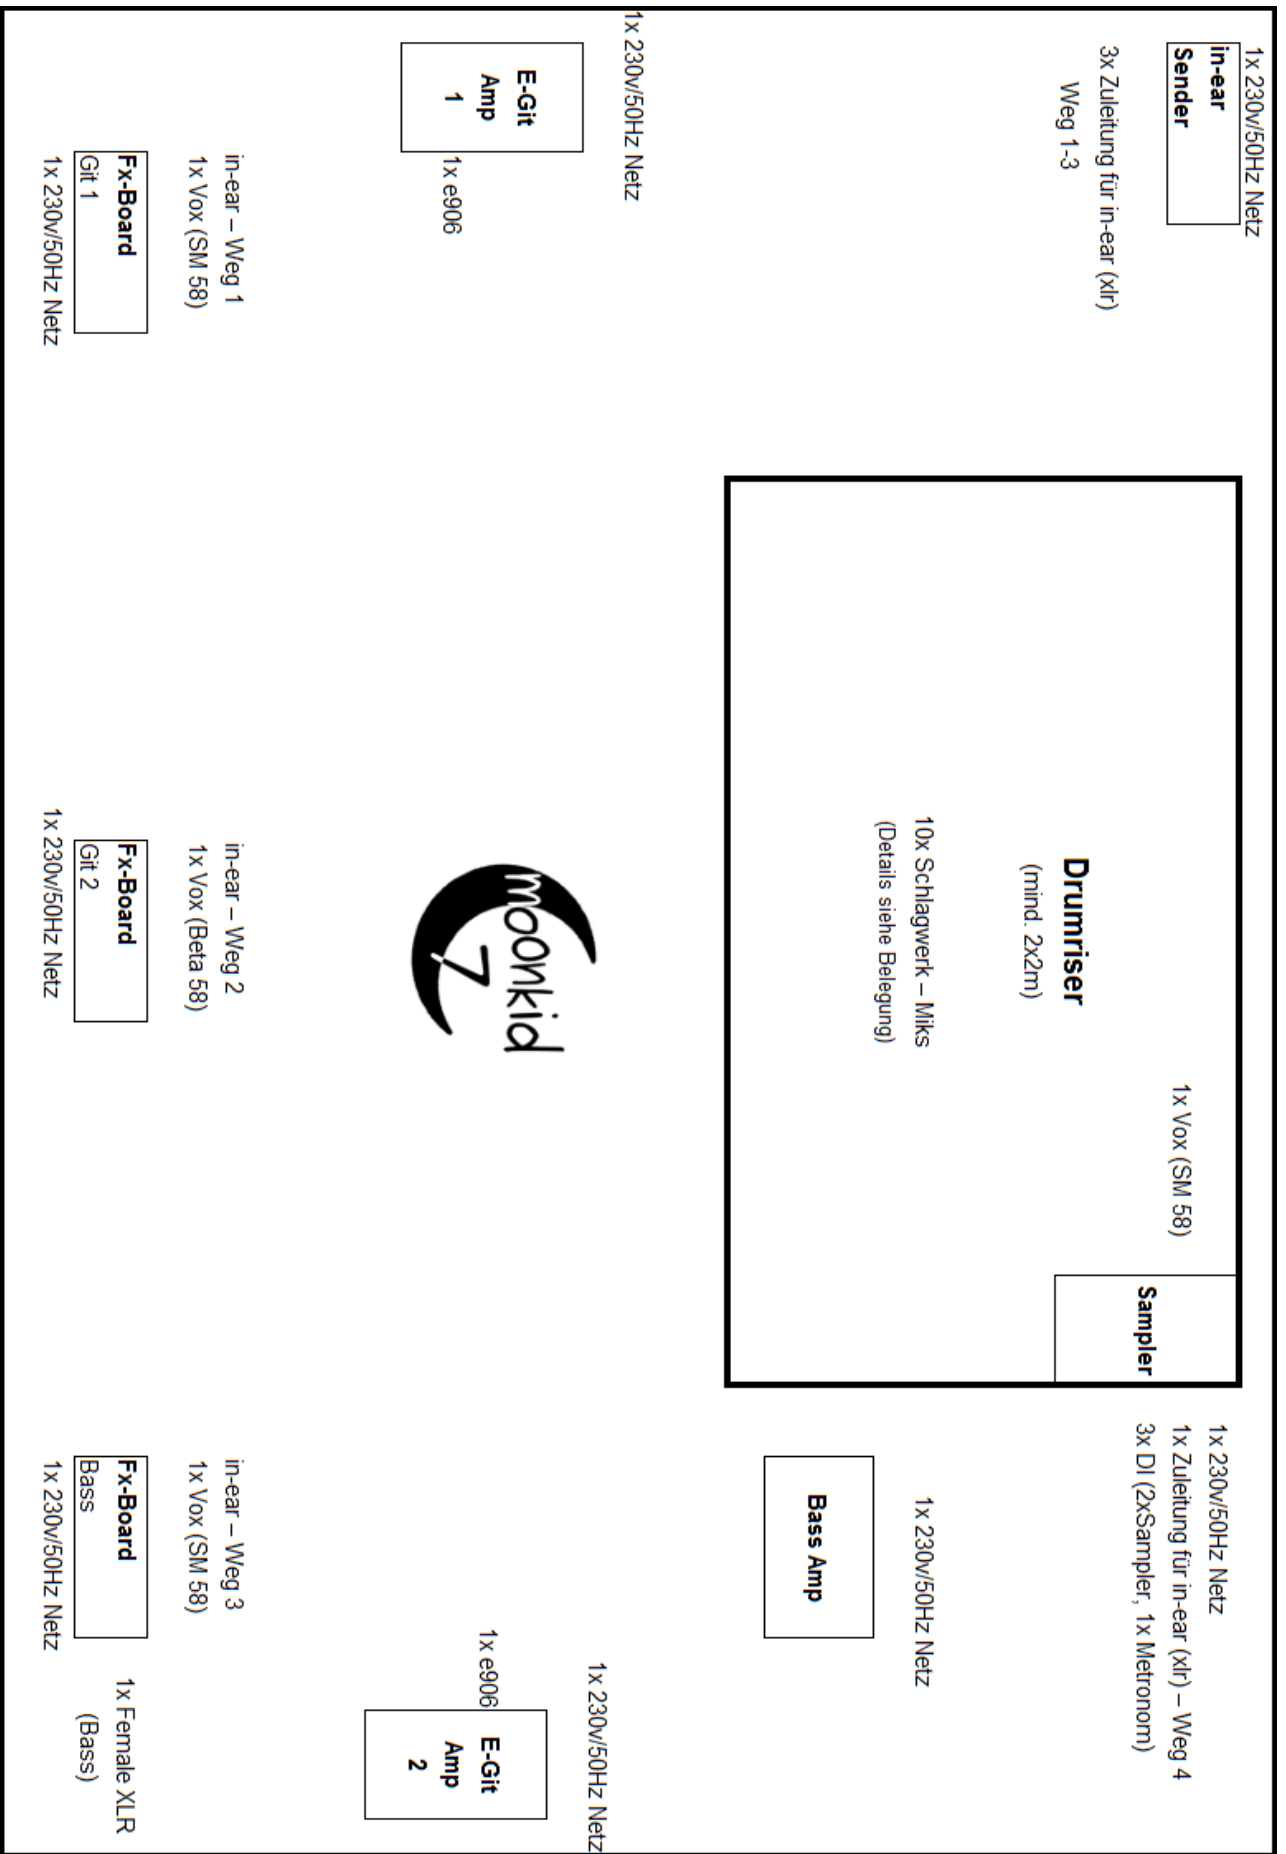 1x 230v/50Hz Netz
in-ear
Sender
3x Zuleitung für in-ear (xlr)
Weg 1-3
Drumriser
(mind. 2x2m)
10x Schlagwerk – Miks
(Details siehe Belegung)
1x Vox (SM 58)
Sampler
1x 230v/50Hz Netz
1x Zuleitung für in-ear (xlr) – Weg 4
3x DI (2xSampler, 1x Metronom)
1x 230v/50Hz Netz
Bass Amp
1x 230v/50Hz Netz
E-Git
Amp
1
1x e906
moonkid
7
1x 230v/50Hz Netz
1x e906
E-Git
Amp
2
in-ear – Weg 1
1x Vox (SM 58)
Fx-Board
Git 1
1x 230v/50Hz Netz
in-ear – Weg 2
1x Vox (Beta 58)
Fx-Board
Git 2
1x 230v/50Hz Netz
in-ear – Weg 3
1x Vox (SM 58)
Fx-Board
Bass
1x 230v/50Hz Netz
1x Female XLR
(Bass)